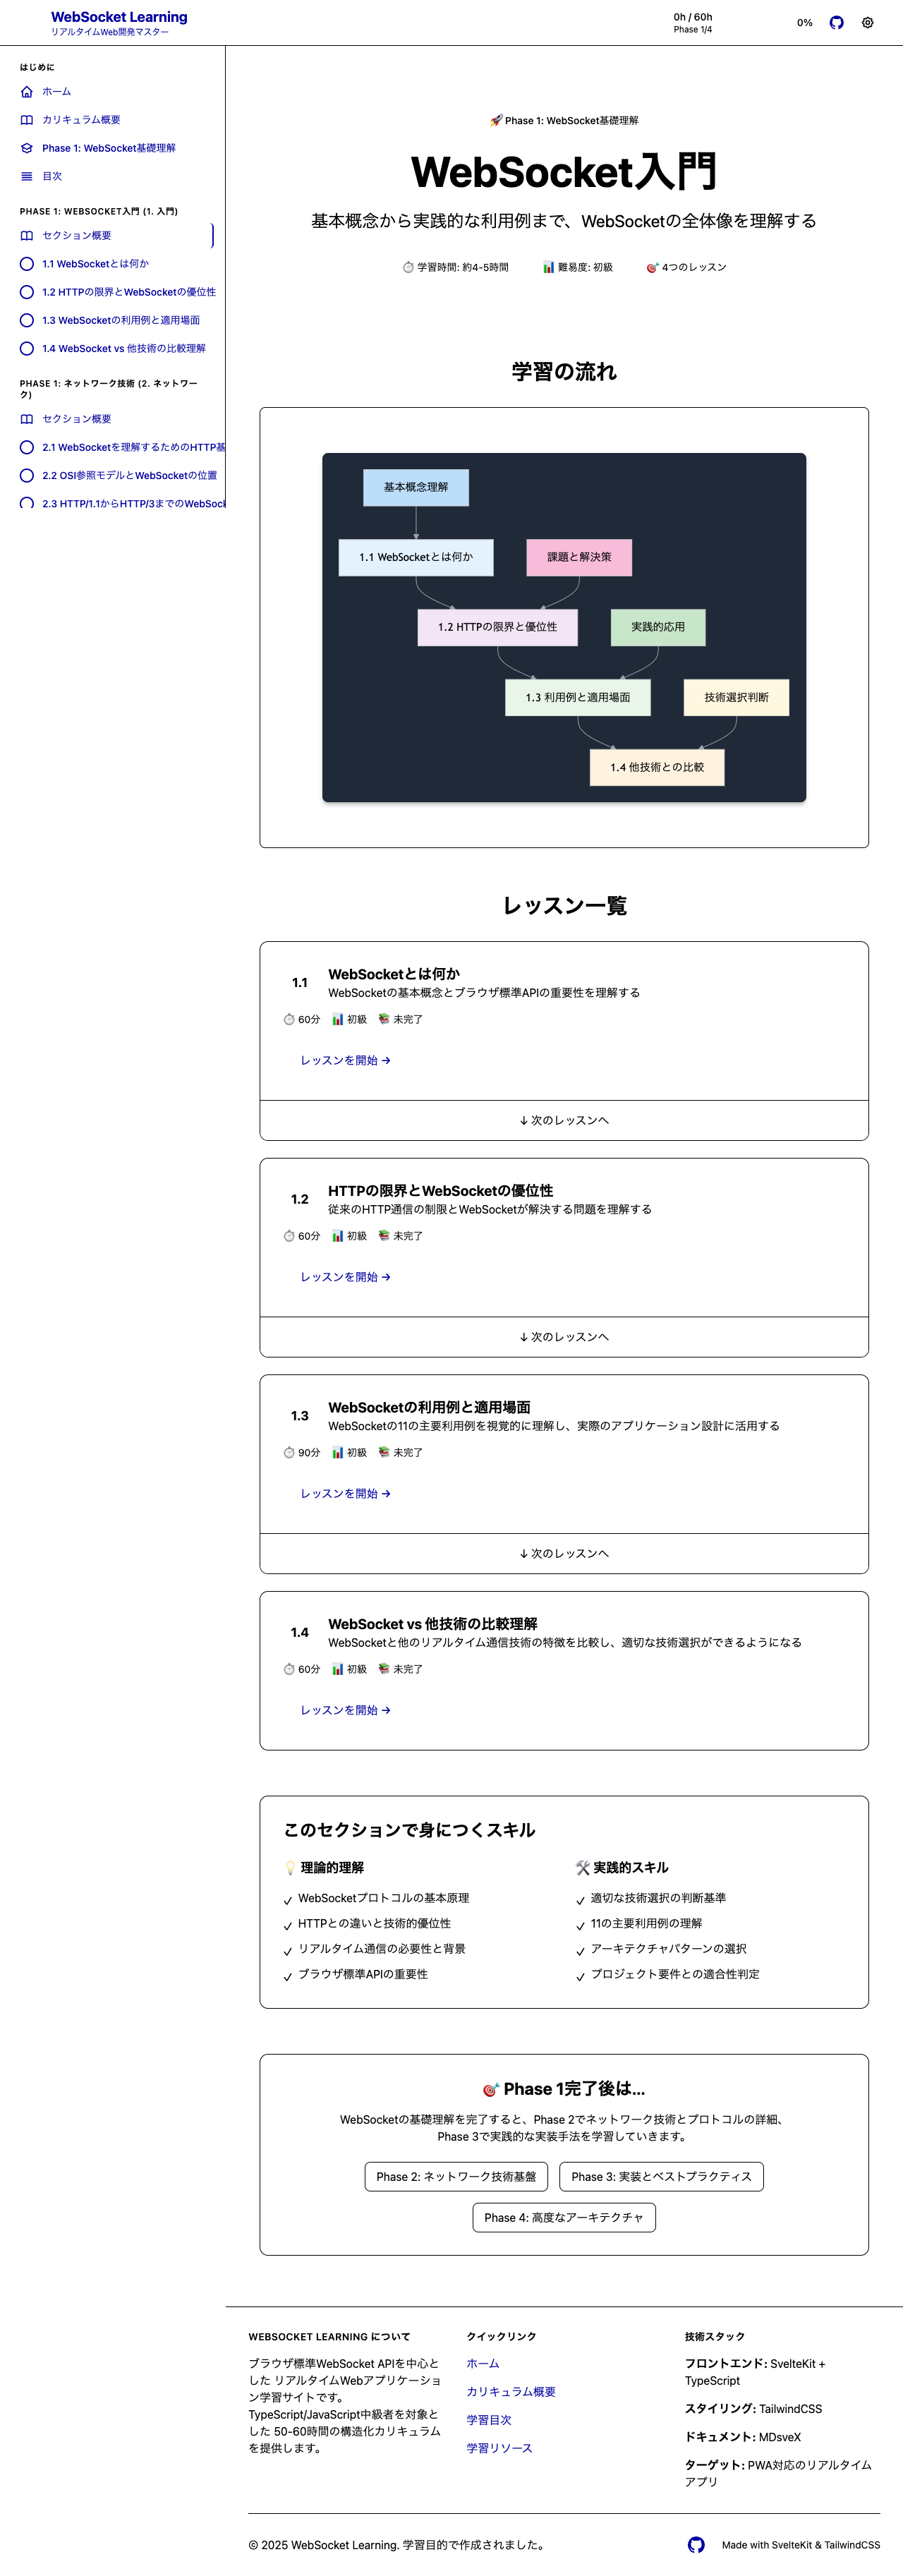 WebSocket Learning
リアルタイムWeb開発マスター
0h / 60h
Phase 1/4
0%
はじめに
ホーム
カリキュラム概要
Phase 1: WebSocket基礎理解
目次
PHASE 1: WEBSOCKET入門 (1. 入門)
セクション概要
1.1 WebSocketとは何か
1.2 HTTPの限界とWebSocketの優位性
1.3 WebSocketの利用例と適用場面
1.4 WebSocket vs 他技術の比較理解
PHASE 1: ネットワーク技術 (2. ネットワー
ク)
セクション概要
2.1 WebSocketを理解するためのHTTP基
2.2 OSI参照モデルとWebSocketの位置
2.3 HTTP/1.1からHTTP/3までのWebSock
🚀 Phase 1: WebSocket基礎理解
WebSocket入門
基本概念から実践的な利用例まで、WebSocketの全体像を理解する
⏱️ 学習時間: 約4-5時間
📊 難易度: 初級
🎯 4つのレッスン
学習の流れ
基本概念理解
1.1 WebSocketとは何か
課題と解決策
1.2 HTTPの限界と優位性
実践的応用
1.3 利用例と適用場面
技術選択判断
1.4 他技術との比較
レッスン一覧
1.1
WebSocketとは何か
WebSocketの基本概念とブラウザ標準APIの重要性を理解する
⏱️ 60分 📊 初級 📚 未完了
レッスンを開始 →
↓ 次のレッスンへ
1.2
HTTPの限界とWebSocketの優位性
従来のHTTP通信の制限とWebSocketが解決する問題を理解する
⏱️ 60分 📊 初級 📚 未完了
レッスンを開始 →
↓ 次のレッスンへ
1.3
WebSocketの利用例と適用場面
WebSocketの11の主要利用例を視覚的に理解し、実際のアプリケーション設計に活用する
⏱️ 90分 📊 初級 📚 未完了
レッスンを開始 →
↓ 次のレッスンへ
1.4
WebSocket vs 他技術の比較理解
WebSocketと他のリアルタイム通信技術の特徴を比較し、適切な技術選択ができるようになる
⏱️ 60分 📊 初級 📚 未完了
レッスンを開始 →
このセクションで身につくスキル
💡 理論的理解
✓ WebSocketプロトコルの基本原理
✓ HTTPとの違いと技術的優位性
✓ リアルタイム通信の必要性と背景
✓ ブラウザ標準APIの重要性
🛠️ 実践的スキル
✓ 適切な技術選択の判断基準
✓ 11の主要利用例の理解
✓ アーキテクチャパターンの選択
✓ プロジェクト要件との適合性判定
🎯 Phase 1完了後は...
WebSocketの基礎理解を完了すると、Phase 2でネットワーク技術とプロトコルの詳細、
Phase 3で実践的な実装手法を学習していきます。
Phase 2: ネットワーク技術基盤
Phase 3: 実装とベストプラクティス
Phase 4: 高度なアーキテクチャ
WEBSOCKET LEARNING について
ブラウザ標準WebSocket APIを中心と
した リアルタイムWebアプリケーショ
ン学習サイトです。
TypeScript/JavaScript中級者を対象と
した 50-60時間の構造化カリキュラム
を提供します。
クイックリンク
ホーム
カリキュラム概要
学習目次
学習リソース
技術スタック
フロントエンド: SvelteKit +
TypeScript
スタイリング: TailwindCSS
ドキュメント: MDsveX
ターゲット: PWA対応のリアルタイム
アプリ
© 2025 WebSocket Learning. 学習目的で作成されました。
Made with SvelteKit & TailwindCSS